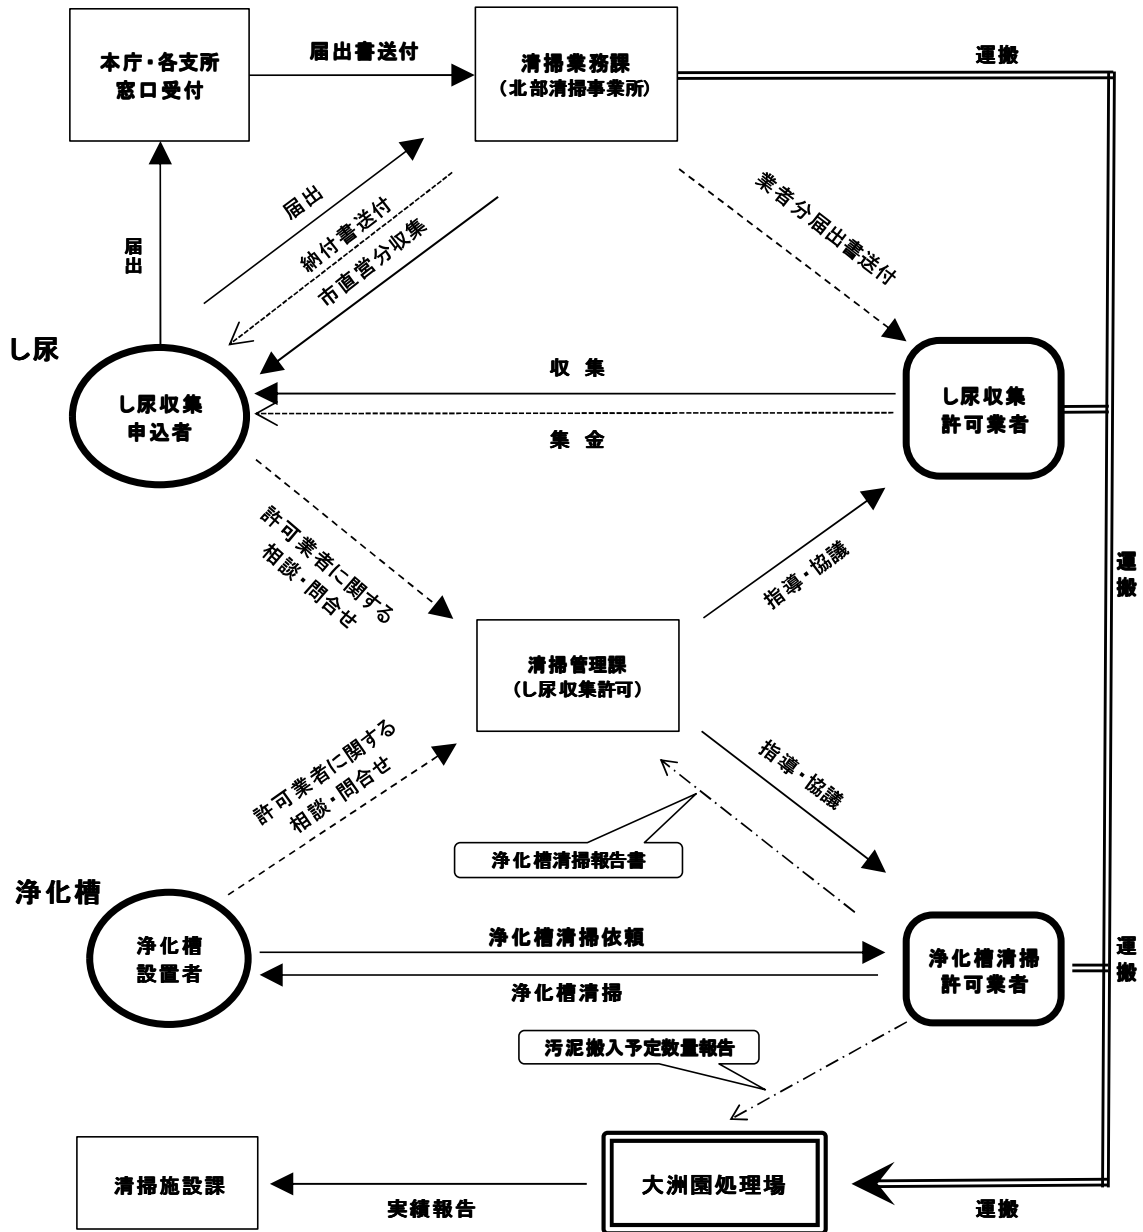 本庁・各支所
窓口受付
届出書送付
清掃業務課
（北部清掃事業所）
運搬
届出
届出
納付書送付
市直営分収集
業者分届出書送付
し尿
し尿収集
申込者
収 集
集 金
し尿収集
許可業者
許可業者に関する
相談・問合せ
指導・協議
運搬
清掃管理課
（し尿収集許可）
許可業者に関する
相談・問合せ
指導・協議
浄化槽清掃報告書
浄化槽
浄化槽
設置者
浄化槽清掃依頼
浄化槽清掃
浄化槽清掃
許可業者
運搬
汚泥搬入予定数量報告
清掃施設課
実績報告
大洲園処理場
運搬